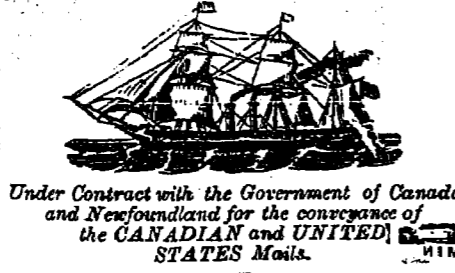 Under Contract with the Government of Canada
and Newfoundland for the conveyance of
the CANADIAN and UNITED
STATES Mails.